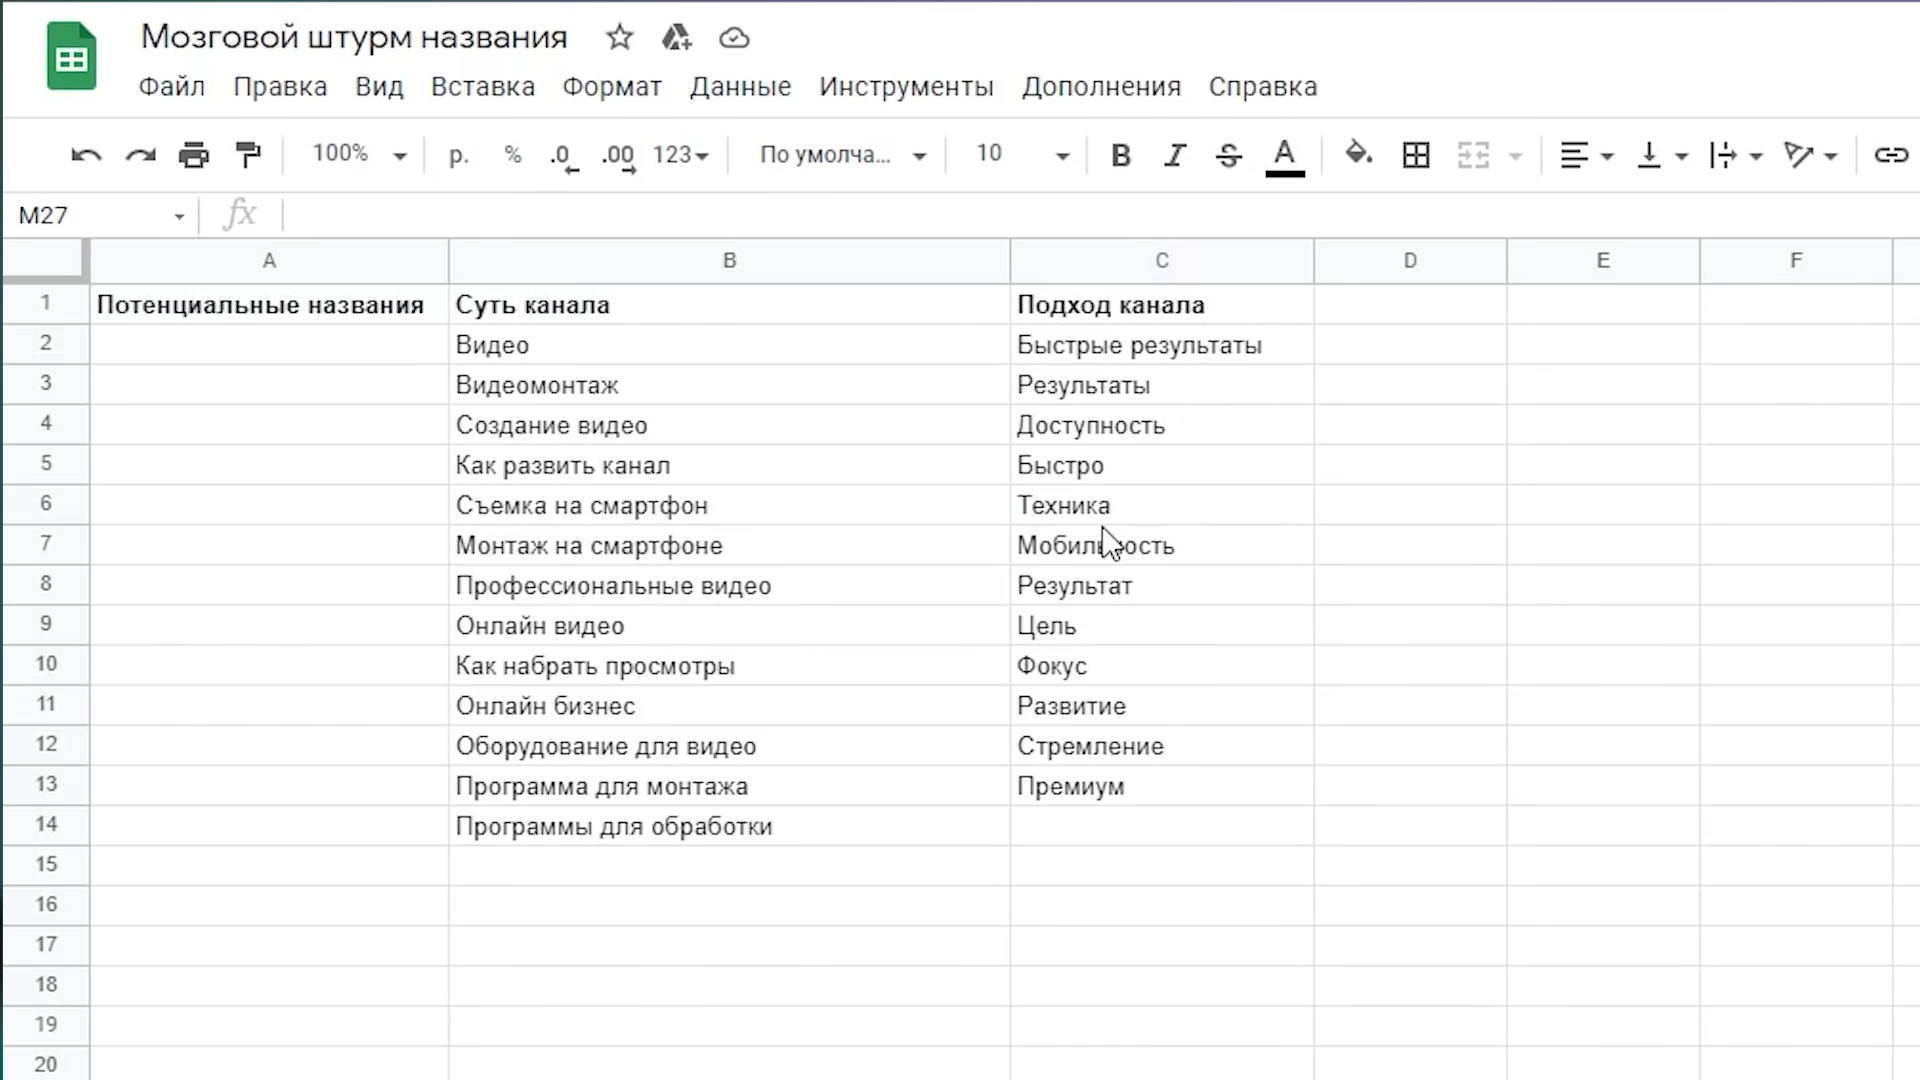 Мозговой штурм названия
Файл Правка Вид Вставка Формат Данные Инструменты Дополнения Справка
100% р. % .0 .00 123 По умолча... 10 B I S A
M27 fx
A B C D E F
1 Потенциальные названия Суть канала Подход канала
2 Видео Быстрые результаты
3 Видеомонтаж Результаты
4 Создание видео Доступность
5 Как развить канал Быстро
6 Съемка на смартфон Техника
7 Монтаж на смартфоне Мобильность
8 Профессиональные видео Результат
9 Онлайн видео Цель
10 Как набрать просмотры Фокус
11 Онлайн бизнес Развитие
12 Оборудование для видео Стремление
13 Программа для монтажа Премиум
14 Программы для обработки
15
16
17
18
19
20